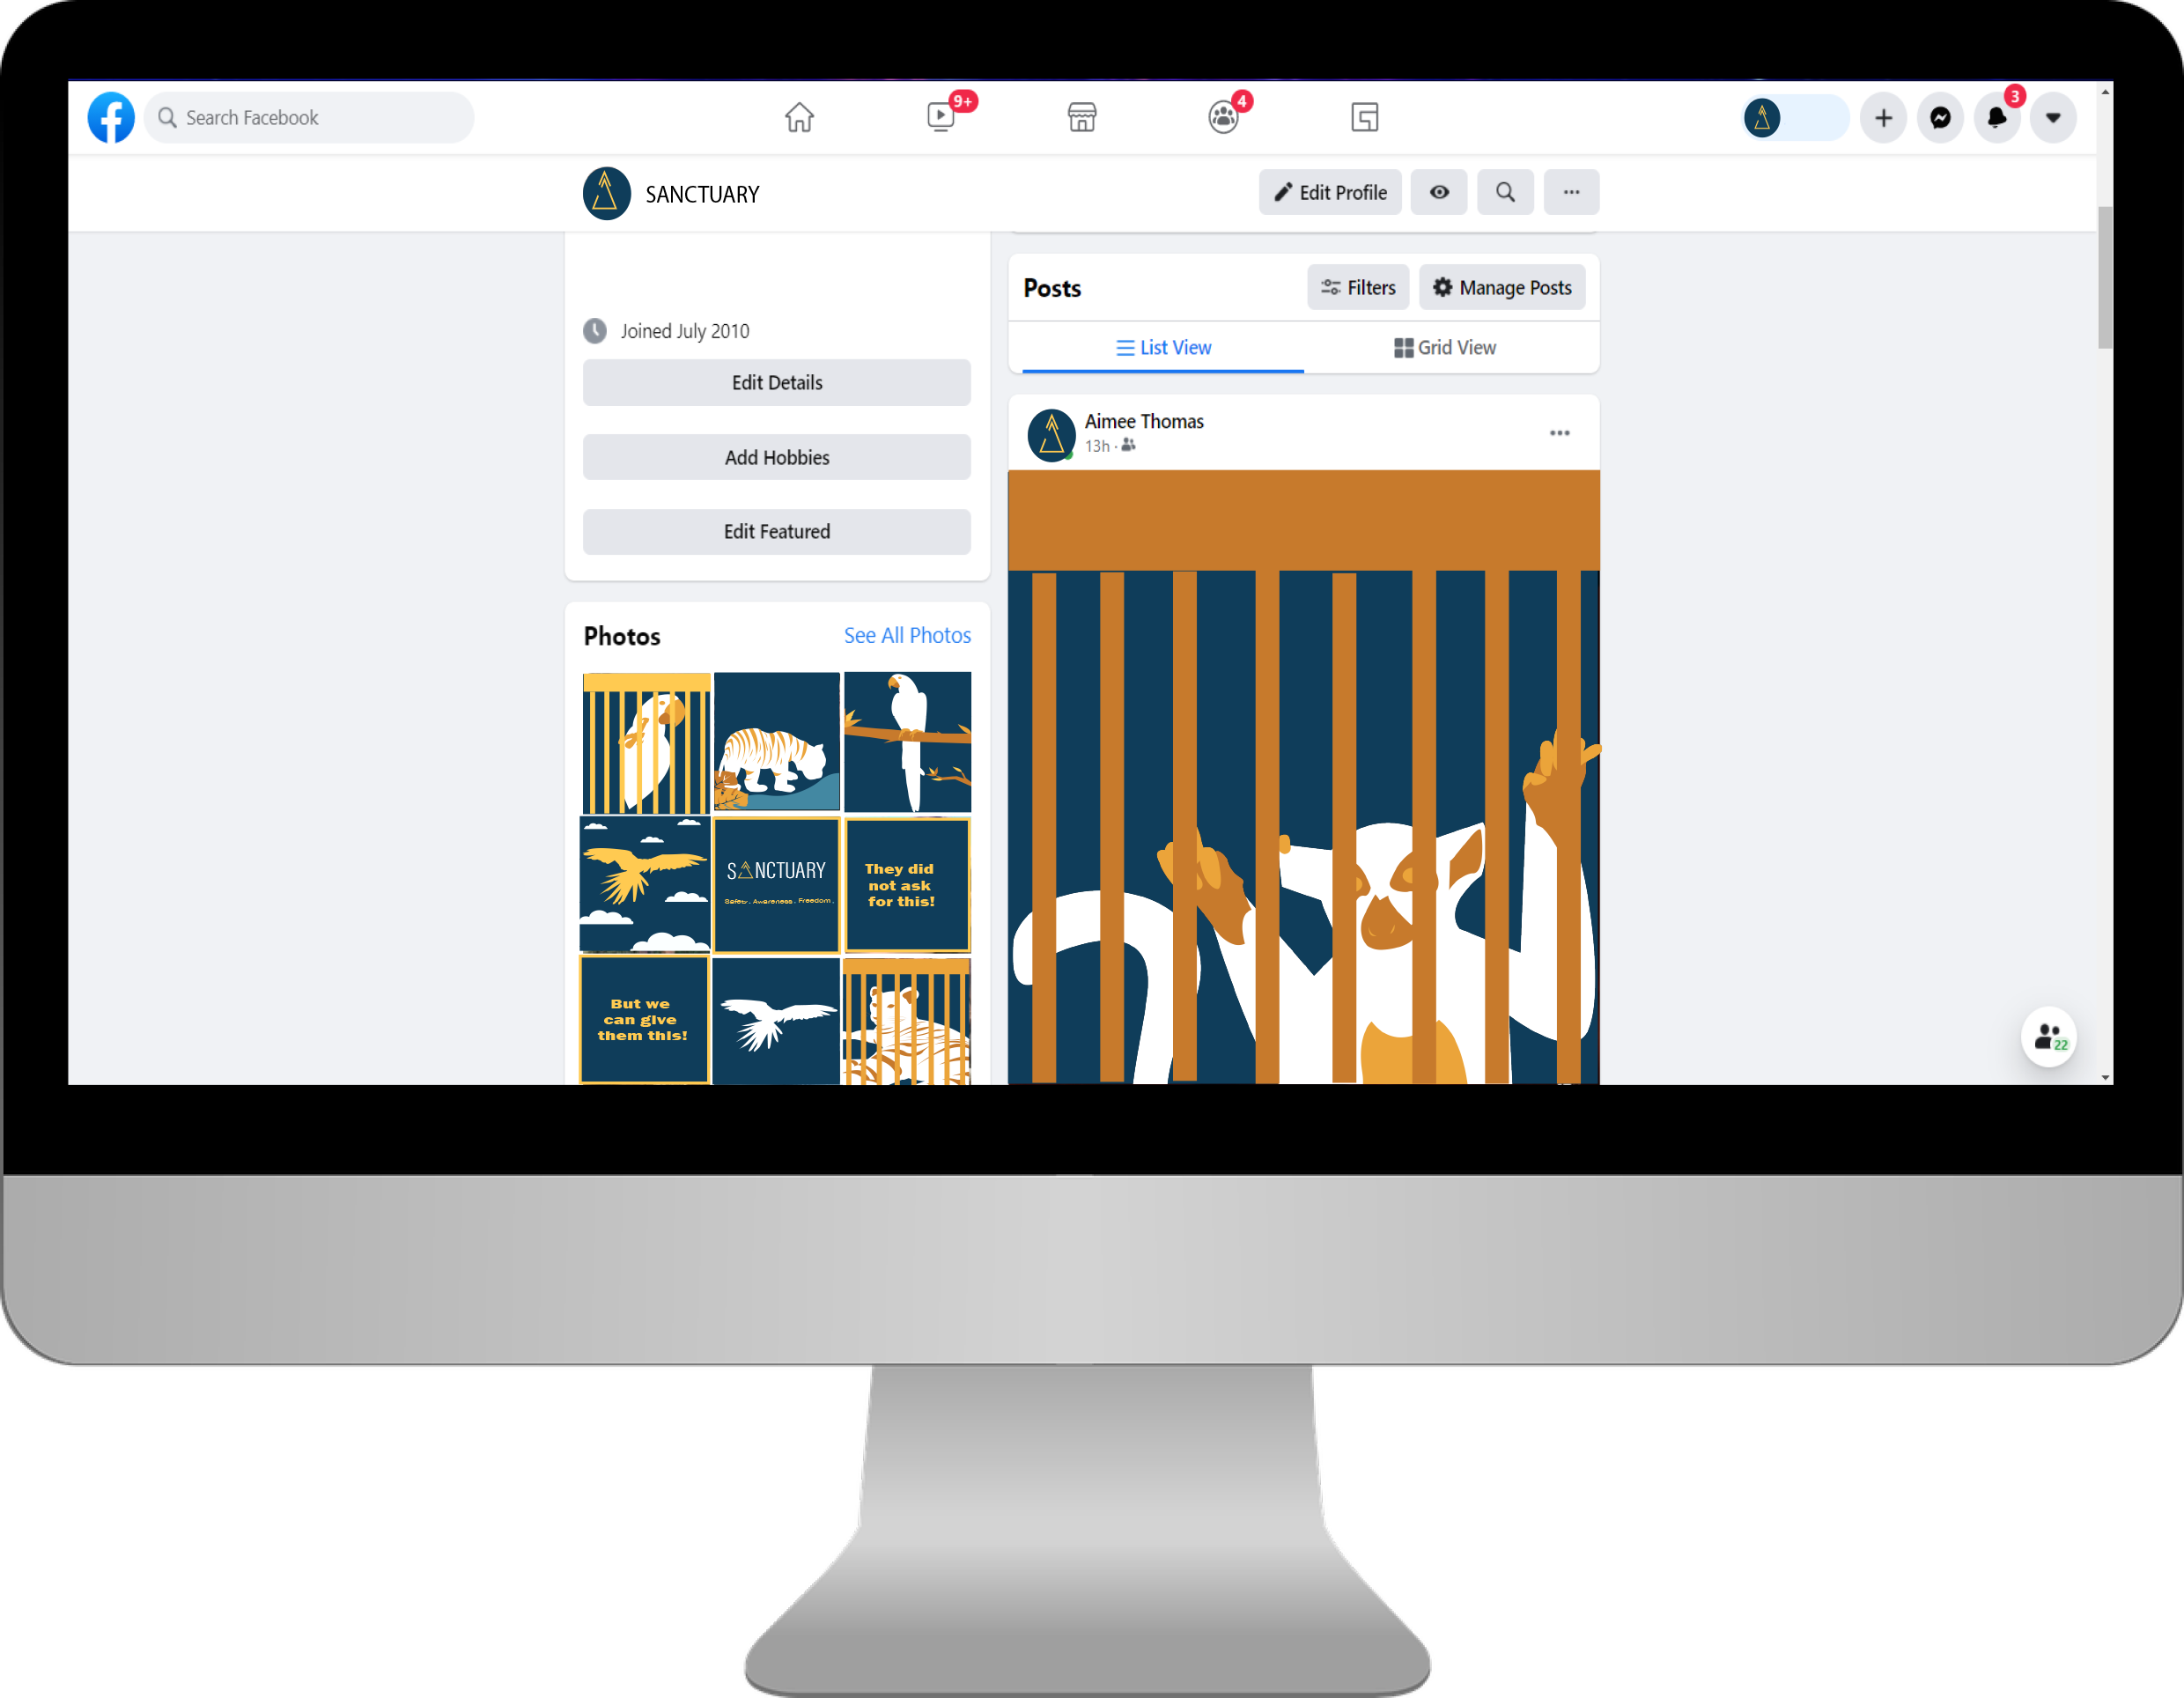 Search Facebook
9+
4
3
SANCTUARY
Edit Profile
Joined July 2010
Edit Details
Add Hobbies
Edit Featured
Photos
See All Photos
SANCTUARY
Safety . Awareness . Freedom .
They did
not ask
for this!
But we
can give
them this!
Posts
Filters
Manage Posts
List View
Grid View
Aimee Thomas
13h ·
22